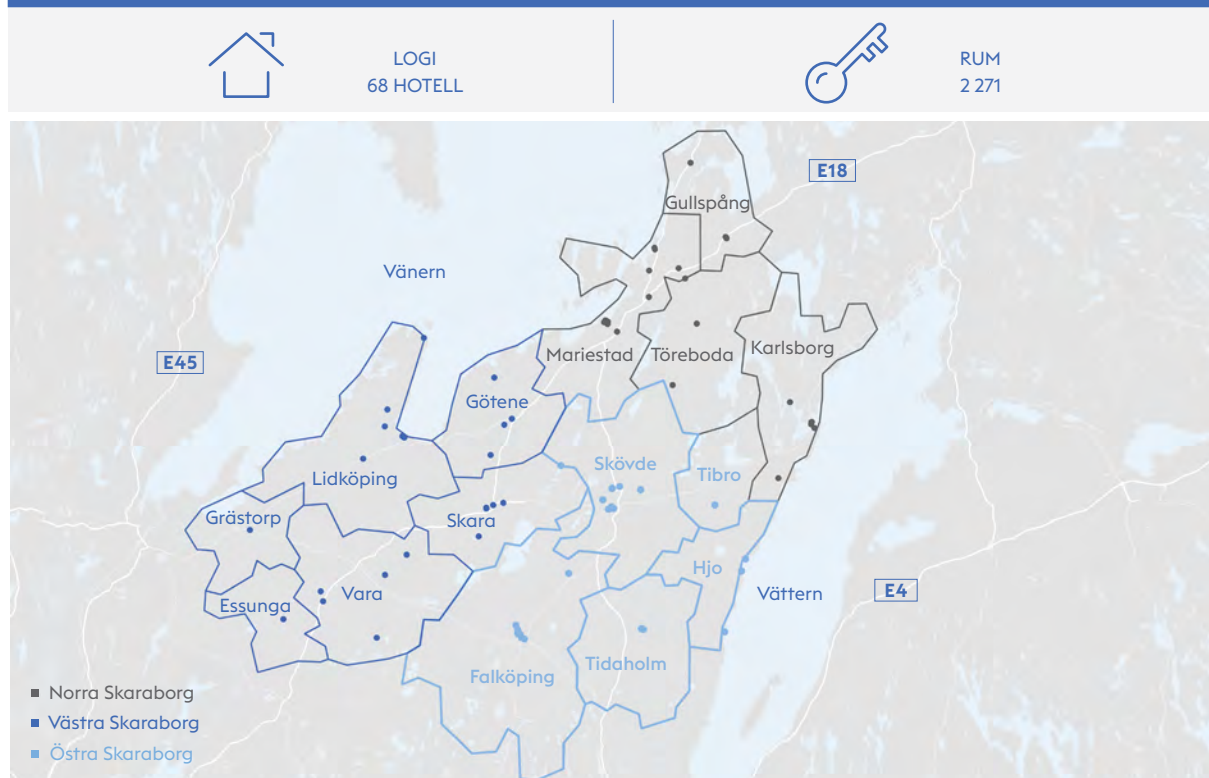 LOGI
68 HOTELL
RUM
2 271
E18
Gullspång
Vänern
Mariestad
Töreboda
Karlsborg
E45
Götene
Skövde
Tibro
Lidköping
Grästorp
Skara
Hjo
Vättern
E4
Essunga
Vara
Tidaholm
Falköping
Norra Skaraborg
Västra Skaraborg
Östra Skaraborg